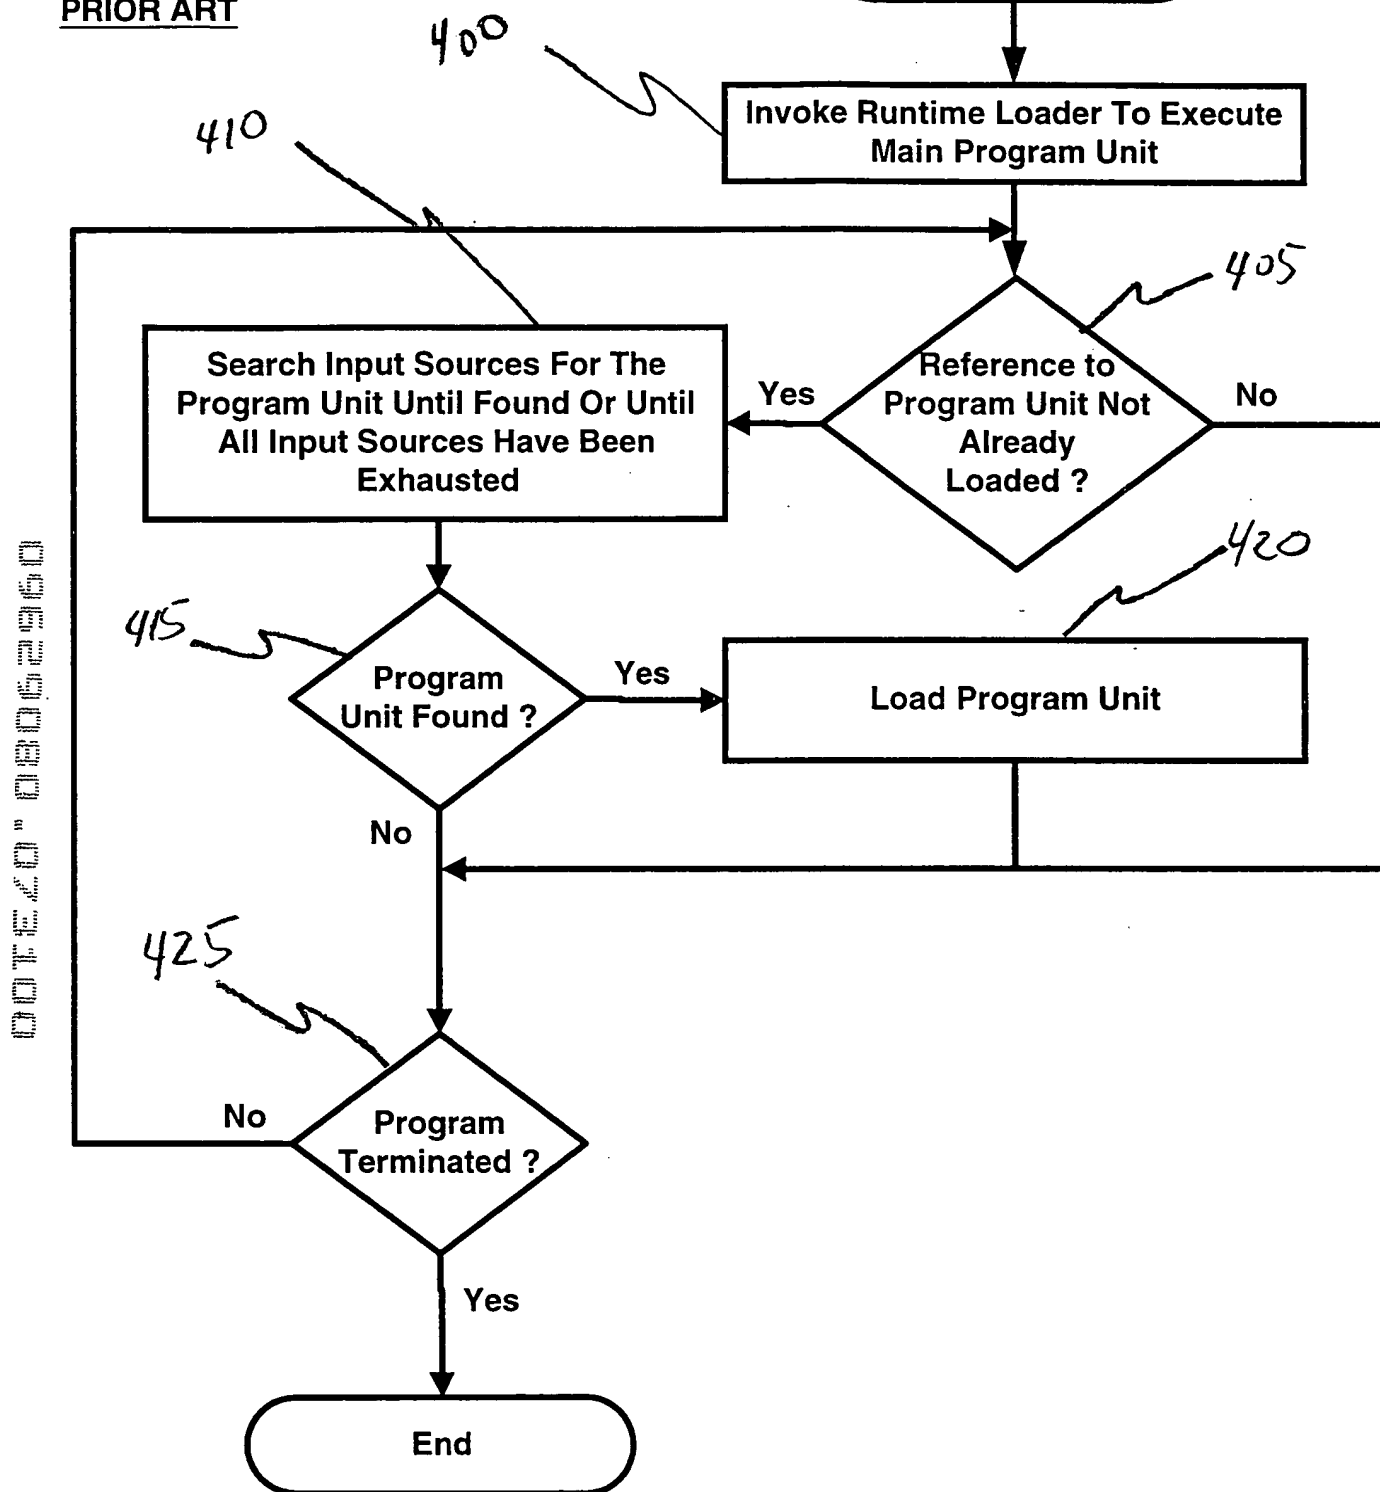 PRIOR ART
400
Invoke Runtime Loader To Execute
Main Program Unit
410
405
Search Input Sources For The
Program Unit Until Found Or Until
All Input Sources Have Been
Exhausted
Yes
Reference to
Program Unit Not
Already
Loaded ?
No
420
415
Program
Unit Found ?
Yes
Load Program Unit
No
425
No
Program
Terminated ?
Yes
End